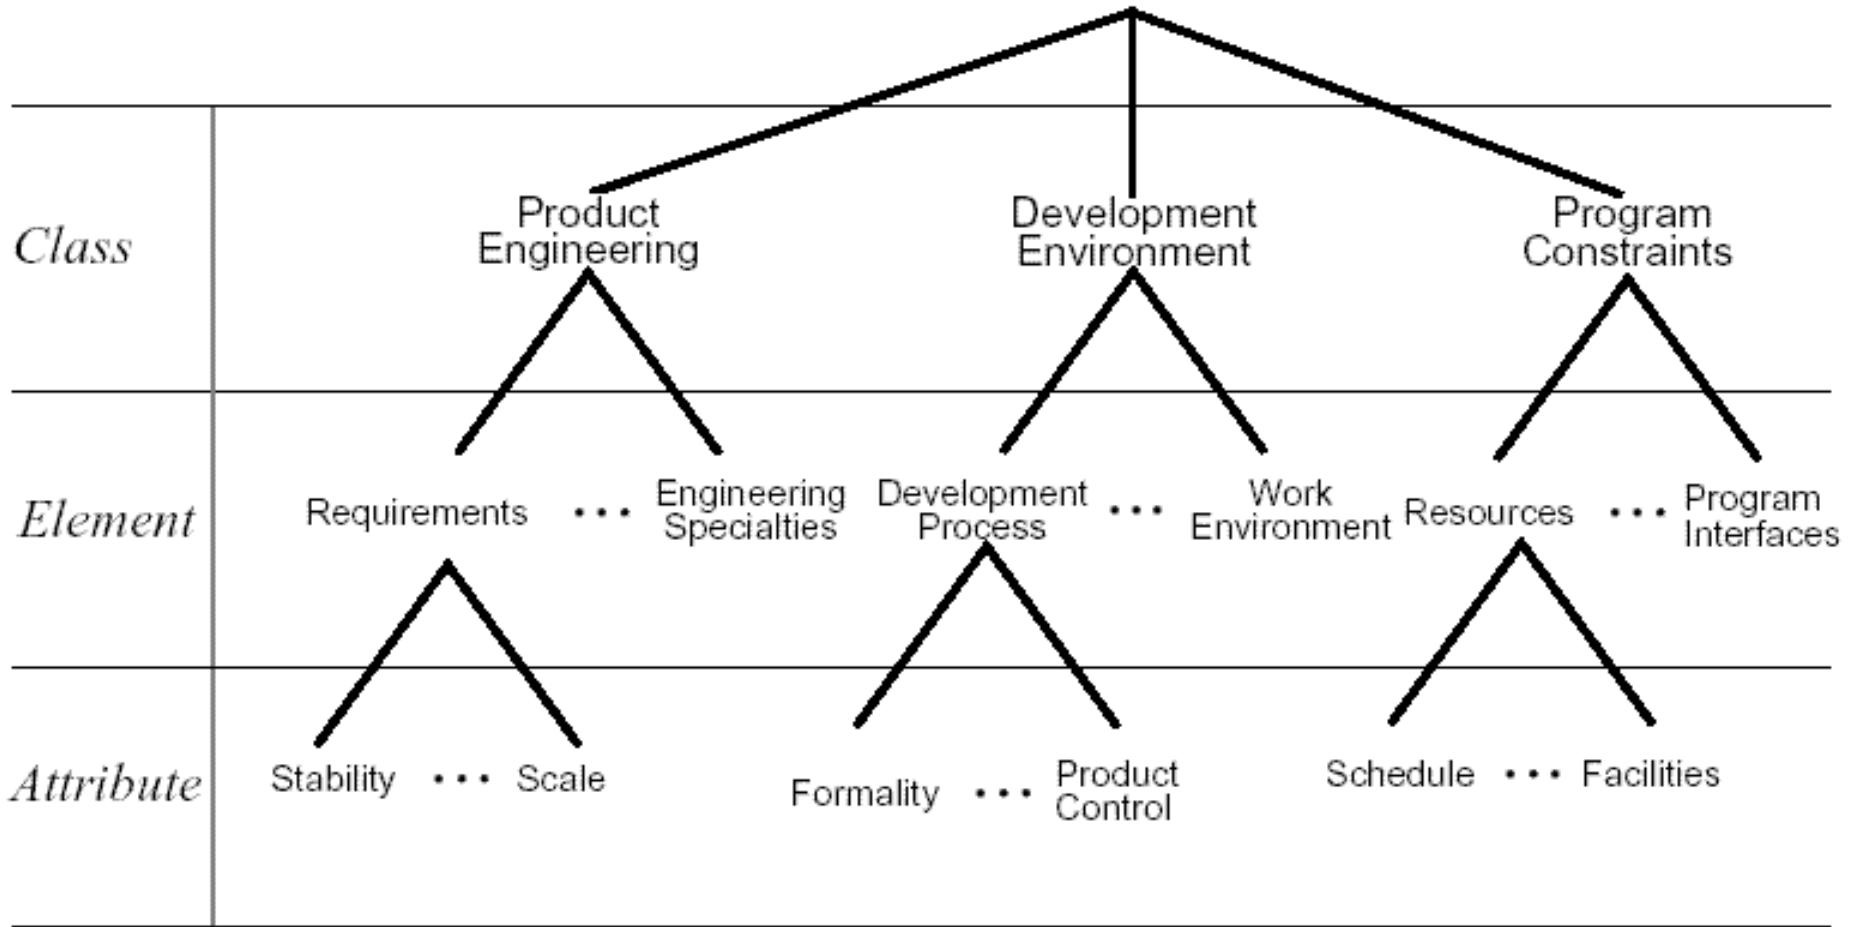 Class
Product
Engineering
Development
Environment
Program
Constraints
Element
Requirements
...
Engineering
Specialties
Development
Process
...
Work
Environment
Resources
...
Program
Interfaces
Attribute
Stability
...
Scale
Formality
...
Product
Control
Schedule
...
Facilities